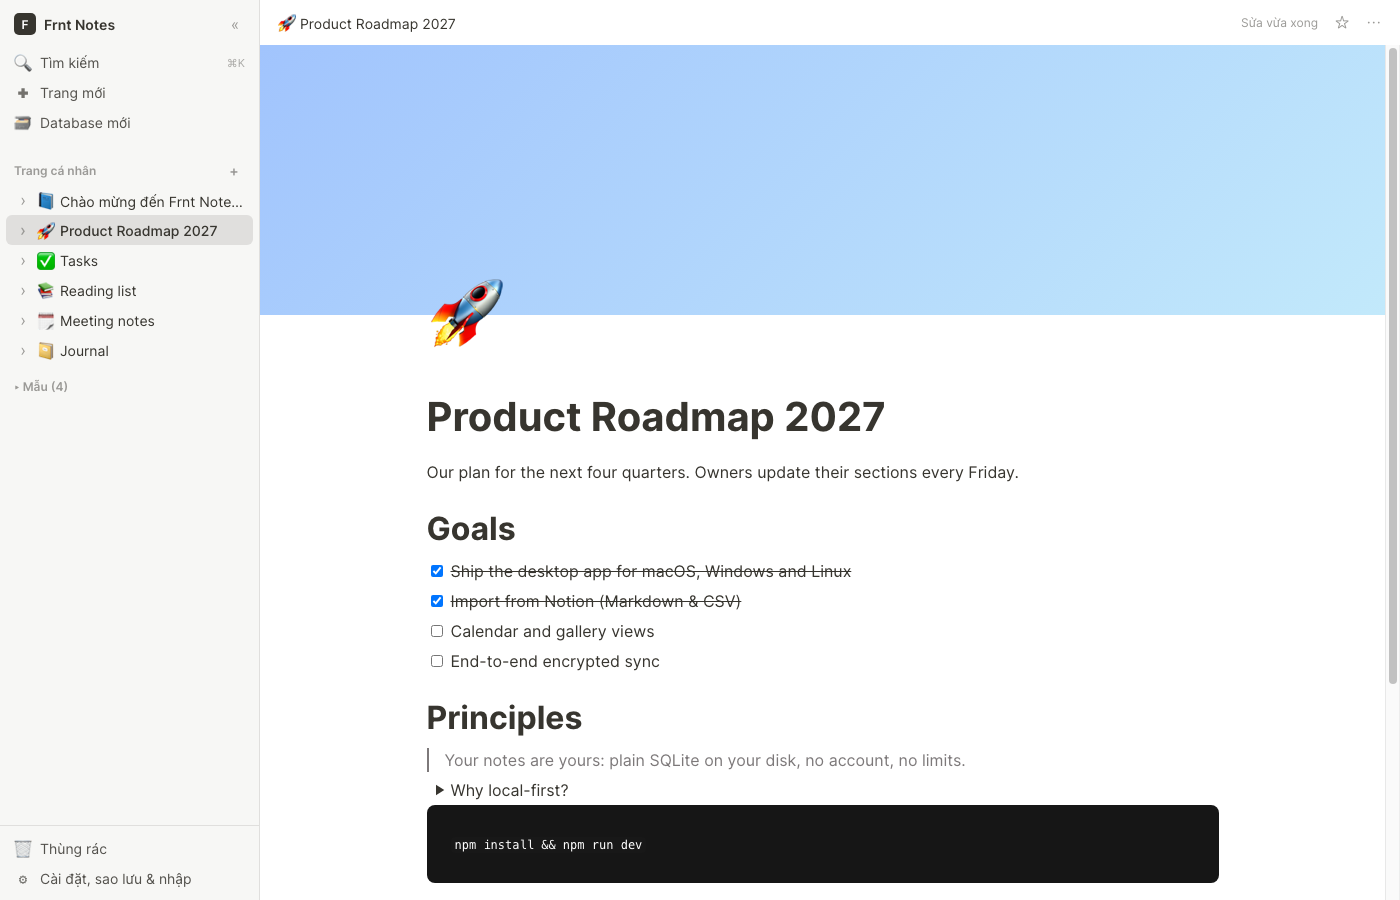 F Frnt Notes «
Tìm kiếm ⌘K
Trang mới
Database mới
Trang cá nhân +
Chào mừng đến Frnt Note...
Product Roadmap 2027
Tasks
Reading list
Meeting notes
Journal
Mẫu (4)
Thùng rác
Cài đặt, sao lưu & nhập
Product Roadmap 2027
Sửa vừa xong
Product Roadmap 2027
Our plan for the next four quarters. Owners update their sections every Friday.
Goals
Ship the desktop app for macOS, Windows and Linux
Import from Notion (Markdown & CSV)
Calendar and gallery views
End-to-end encrypted sync
Principles
Your notes are yours: plain SQLite on your disk, no account, no limits.
Why local-first?
npm install && npm run dev